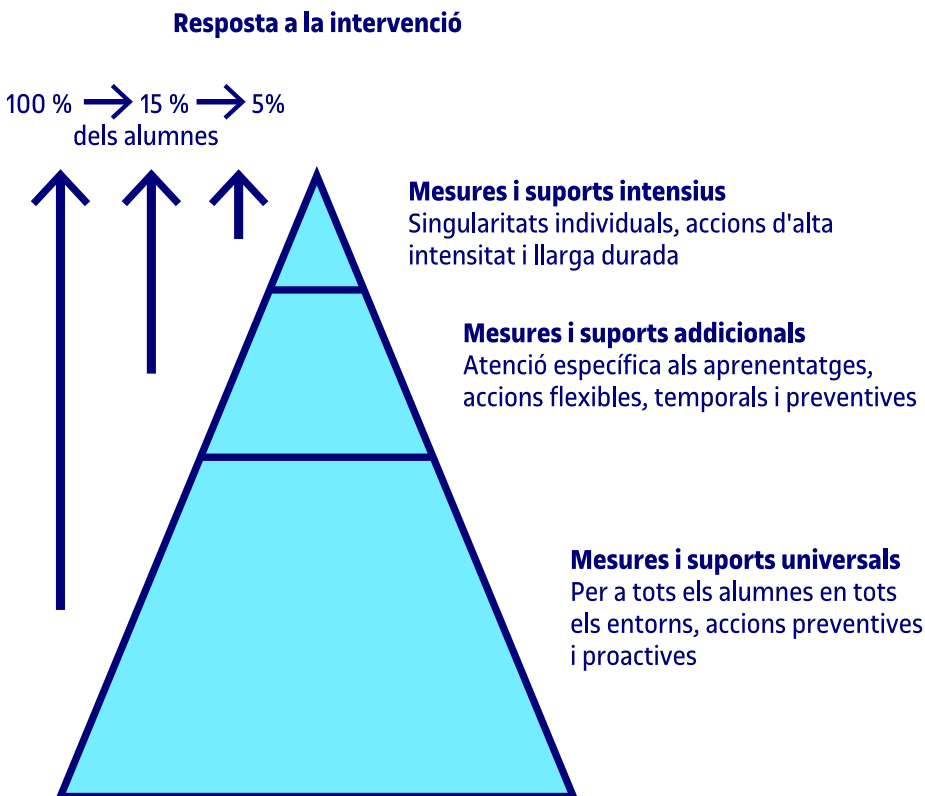 Resposta a la intervenció
100 % → 15 % → 5%
dels alumnes
Mesures i suports intensius
Singularitats individuals, accions d'alta
intensitat i llarga durada
Mesures i suports addicionals
Atenció específica als aprenentatges,
accions flexibles, temporals i preventives
Mesures i suports universals
Per a tots els alumnes en tots
els entorns, accions preventives
i proactives